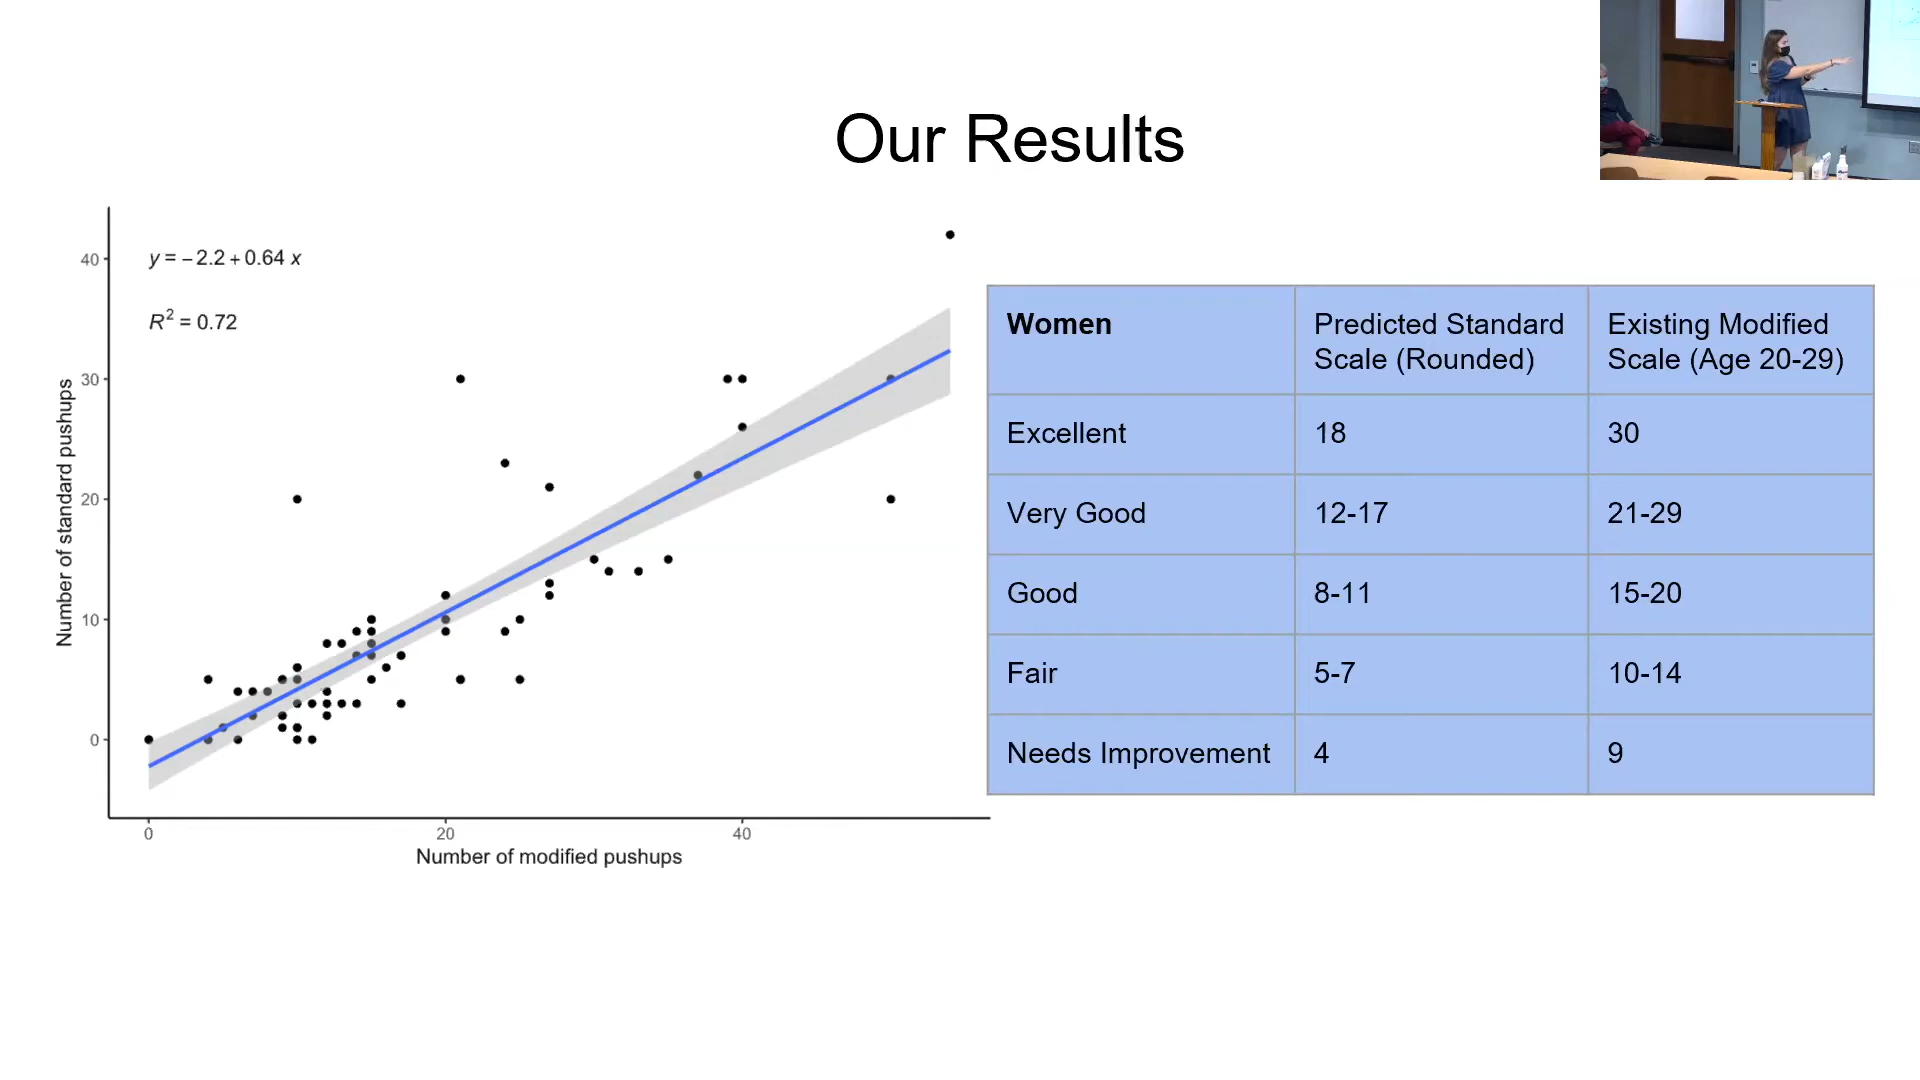 Our Results
y = −2.2 + 0.64 x
R² = 0.72
40
30
20
10
0
Number of standard pushups
0
20
40
Number of modified pushups
Women
Predicted Standard
Scale (Rounded)
Existing Modified
Scale (Age 20-29)
Excellent
18
30
Very Good
12-17
21-29
Good
8-11
15-20
Fair
5-7
10-14
Needs Improvement
4
9